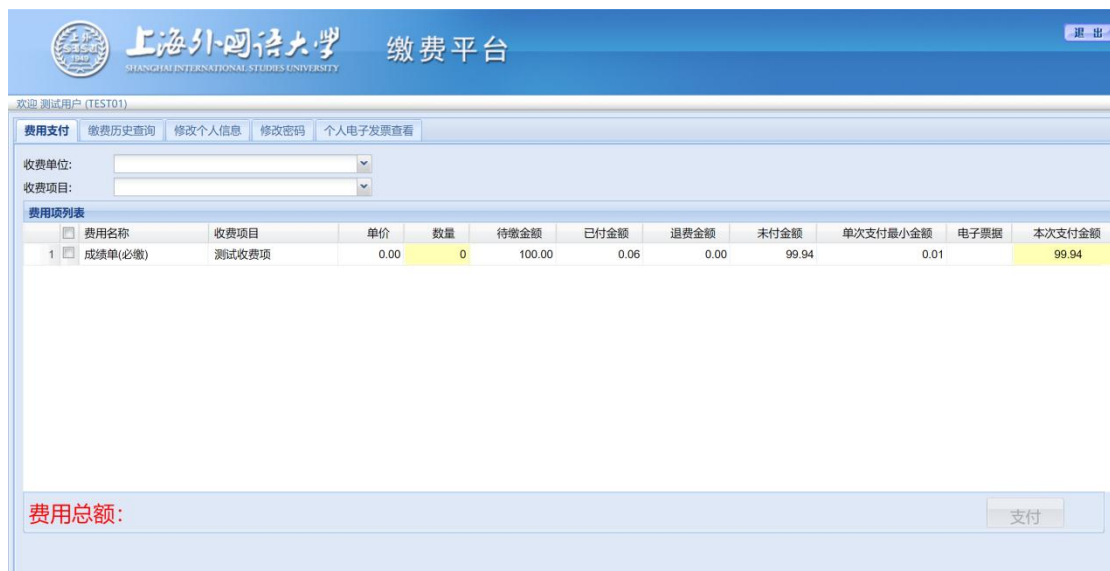 上海外国语大学 缴费平台 退 出
SHANGHAI INTERNATIONAL STUDIES UNIVERSITY
1949
欢迎 测试用户 (TEST01)
费用支付 缴费历史查询 修改个人信息 修改密码 个人电子发票查看
收费单位:
收费项目:
费用项列表
费用名称 收费项目 单价 数量 待缴金额 已付金额 退费金额 未付金额 单次支付最小金额 电子票据 本次支付金额
1 成绩单(必缴) 测试收费项 0.00 0 100.00 0.06 0.00 99.94 0.01 99.94
费用总额: 支付